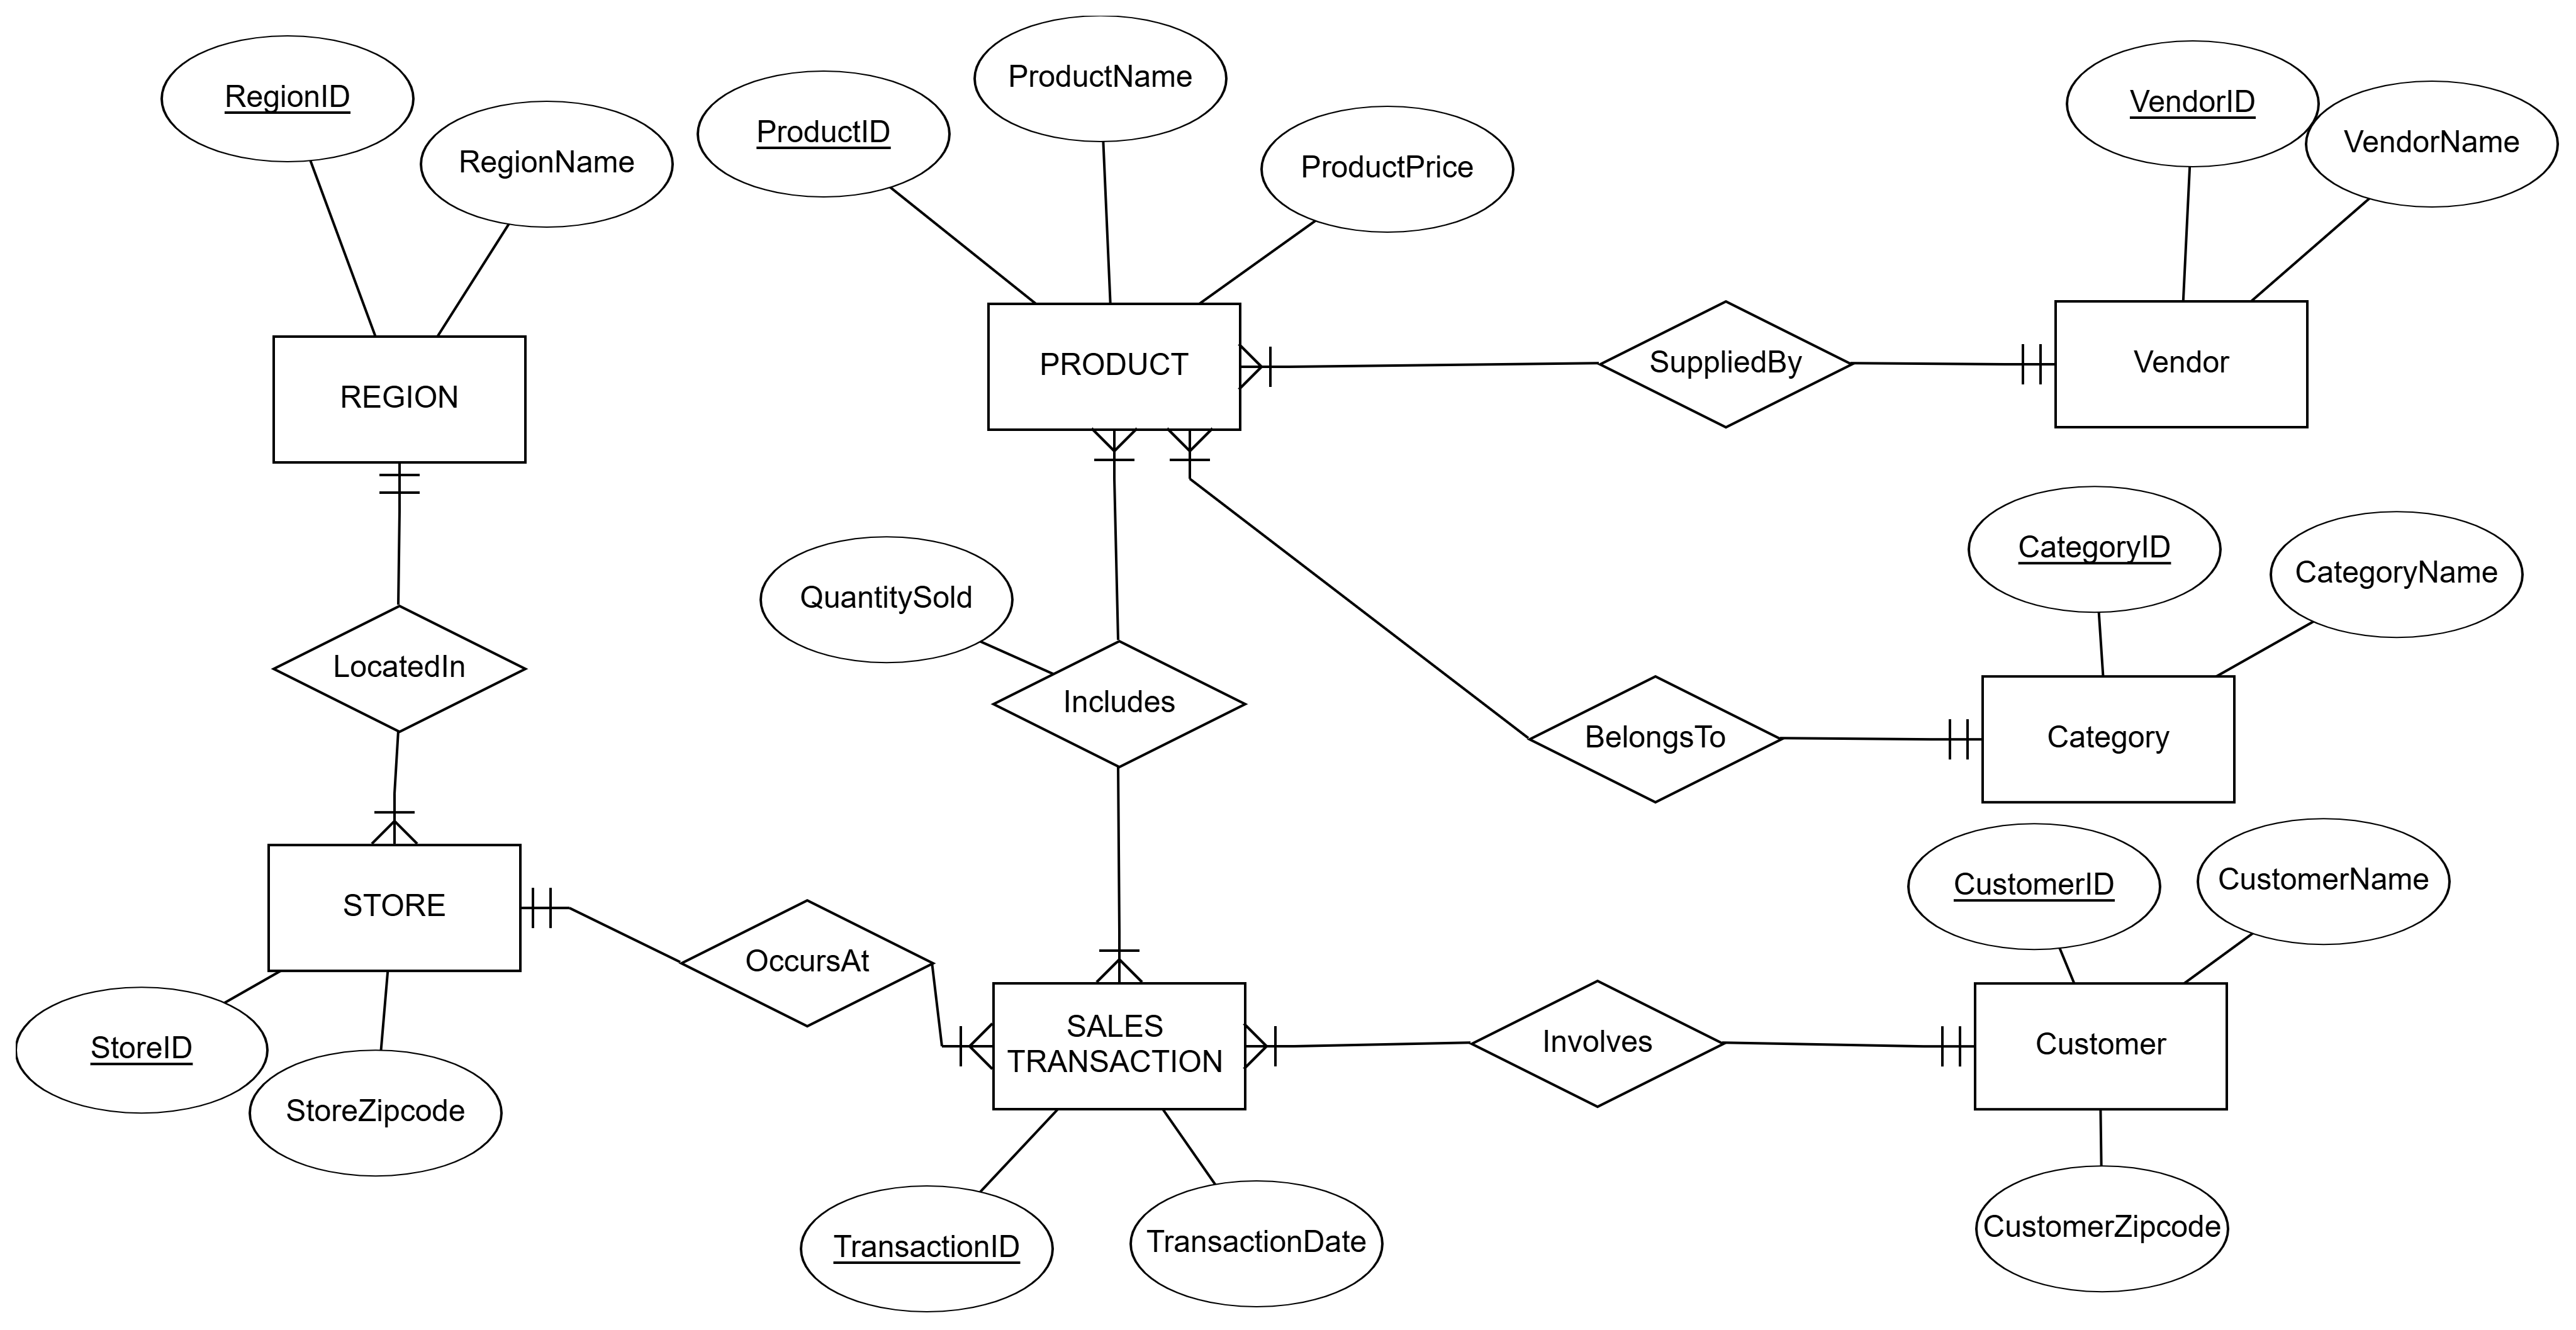 RegionID
RegionName
ProductID
ProductName
ProductPrice
VendorID
VendorName
REGION
PRODUCT
SuppliedBy
Vendor
CategoryID
CategoryName
QuantitySold
LocatedIn
Includes
BelongsTo
Category
CustomerID
CustomerName
STORE
OccursAt
SALES
TRANSACTION
Involves
Customer
StoreID
StoreZipcode
TransactionID
TransactionDate
CustomerZipcode